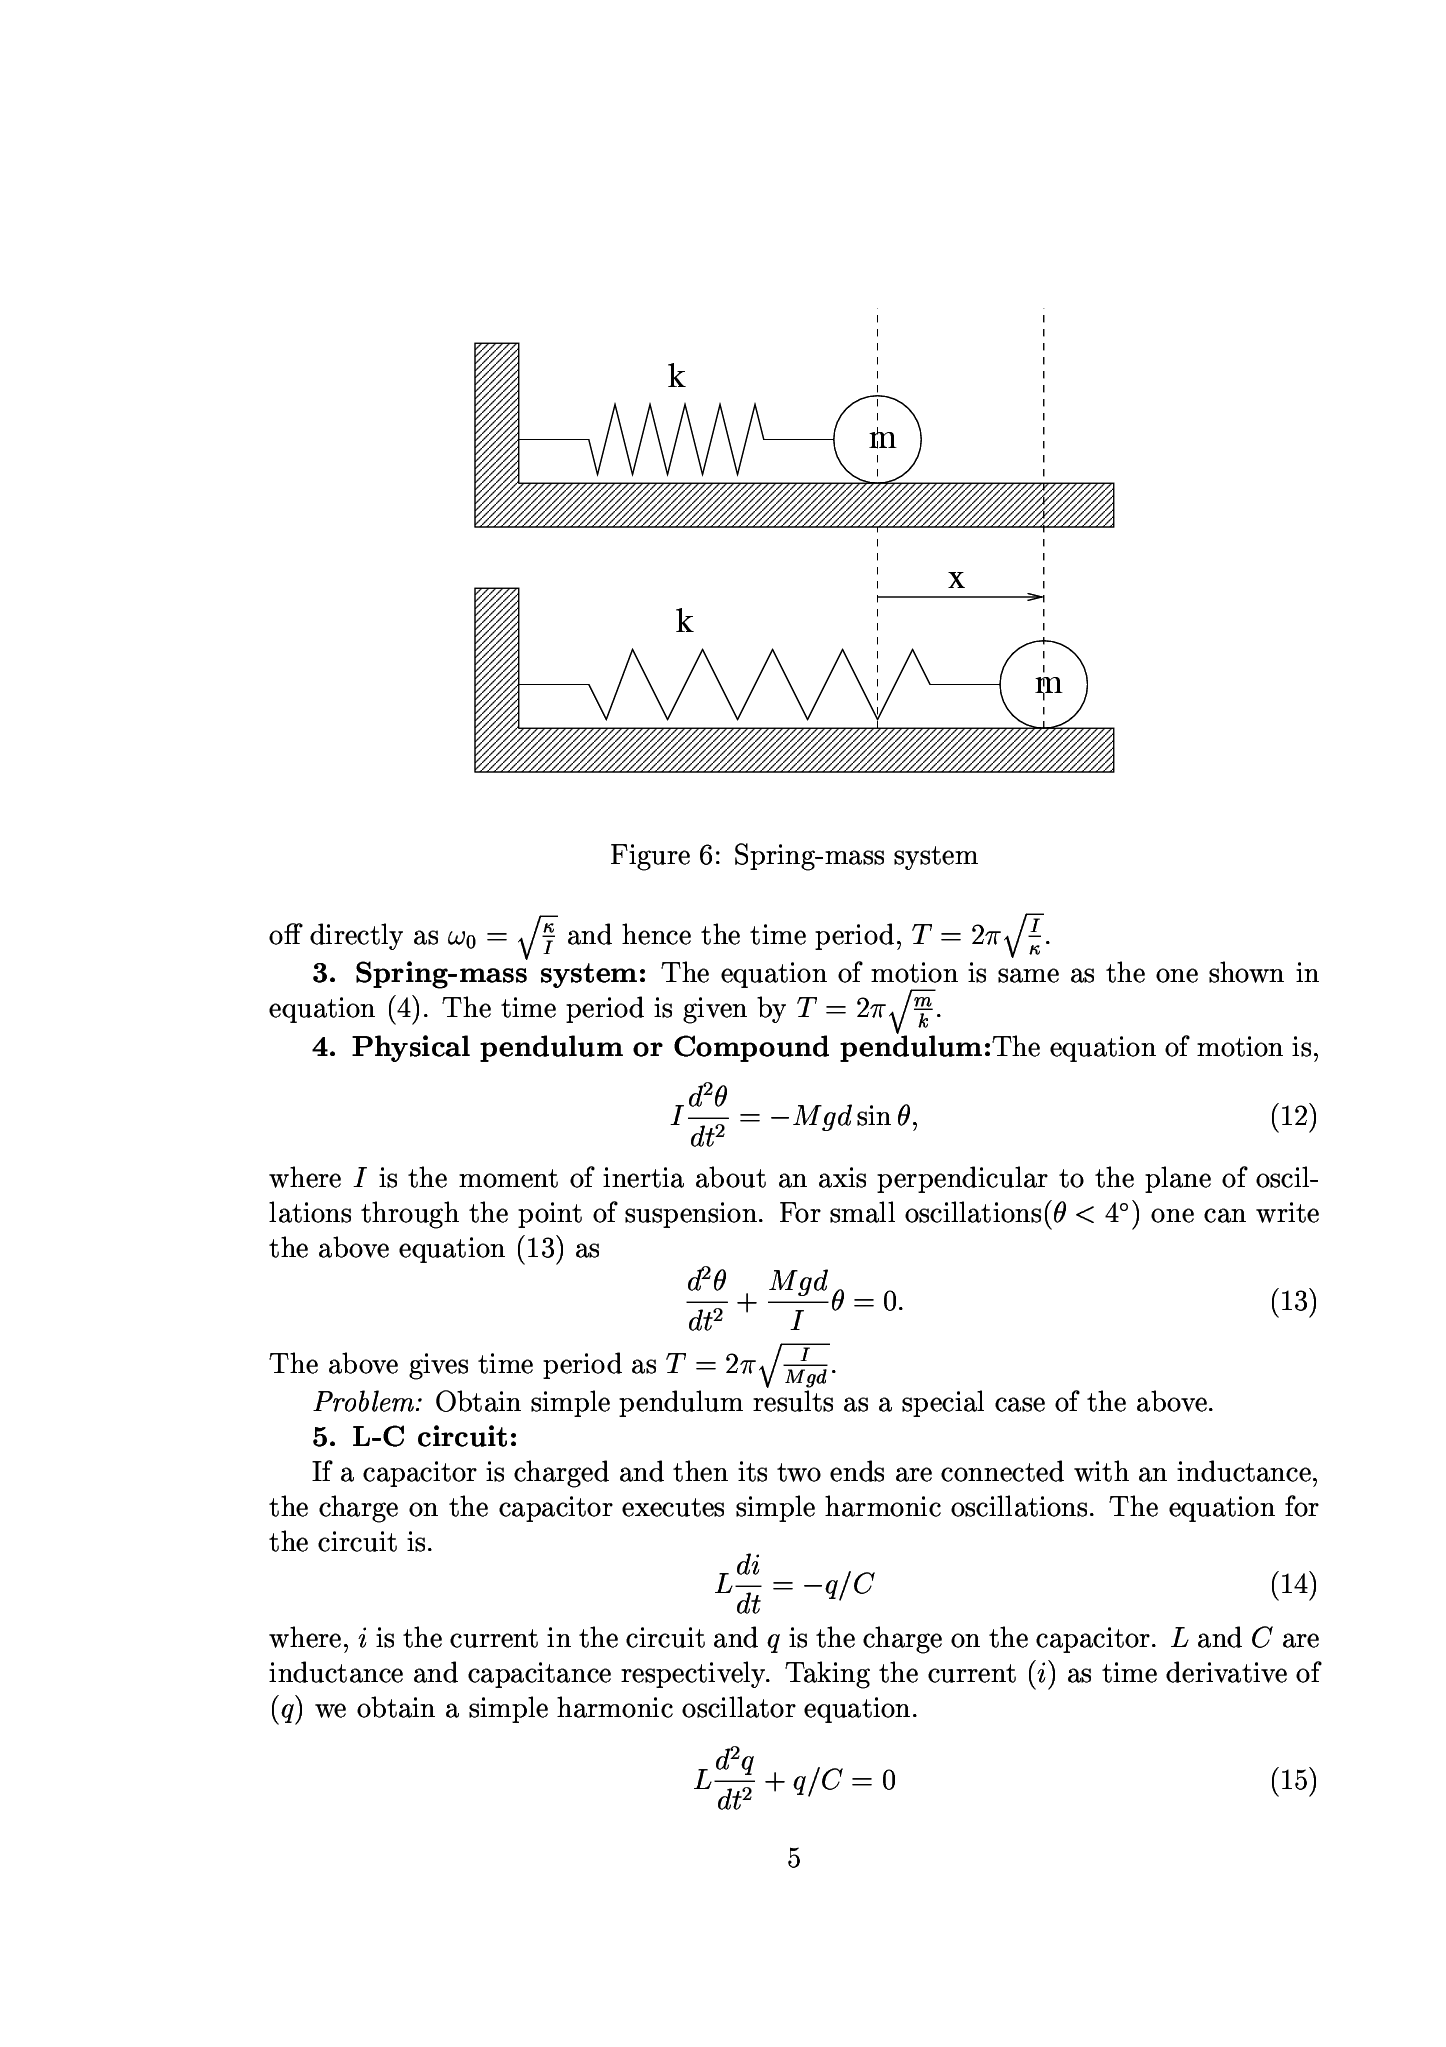 k
m
x
k
m
Figure 6: Spring-mass system
off directly as ω₀ = √(κ/I) and hence the time period, T = 2π√(I/κ).
3. Spring-mass system: The equation of motion is same as the one shown in
equation (4). The time period is given by T = 2π√(m/k).
4. Physical pendulum or Compound pendulum:The equation of motion is,
I d²θ/dt² = −Mgd sin θ, (12)
where I is the moment of inertia about an axis perpendicular to the plane of oscil-
lations through the point of suspension. For small oscillations(θ < 4°) one can write
the above equation (13) as
d²θ/dt² + Mgd/I θ = 0. (13)
The above gives time period as T = 2π√(I/Mgd).
Problem: Obtain simple pendulum results as a special case of the above.
5. L-C circuit:
If a capacitor is charged and then its two ends are connected with an inductance,
the charge on the capacitor executes simple harmonic oscillations. The equation for
the circuit is.
L di/dt = −q/C (14)
where, i is the current in the circuit and q is the charge on the capacitor. L and C are
inductance and capacitance respectively. Taking the current (i) as time derivative of
(q) we obtain a simple harmonic oscillator equation.
L d²q/dt² + q/C = 0 (15)
5